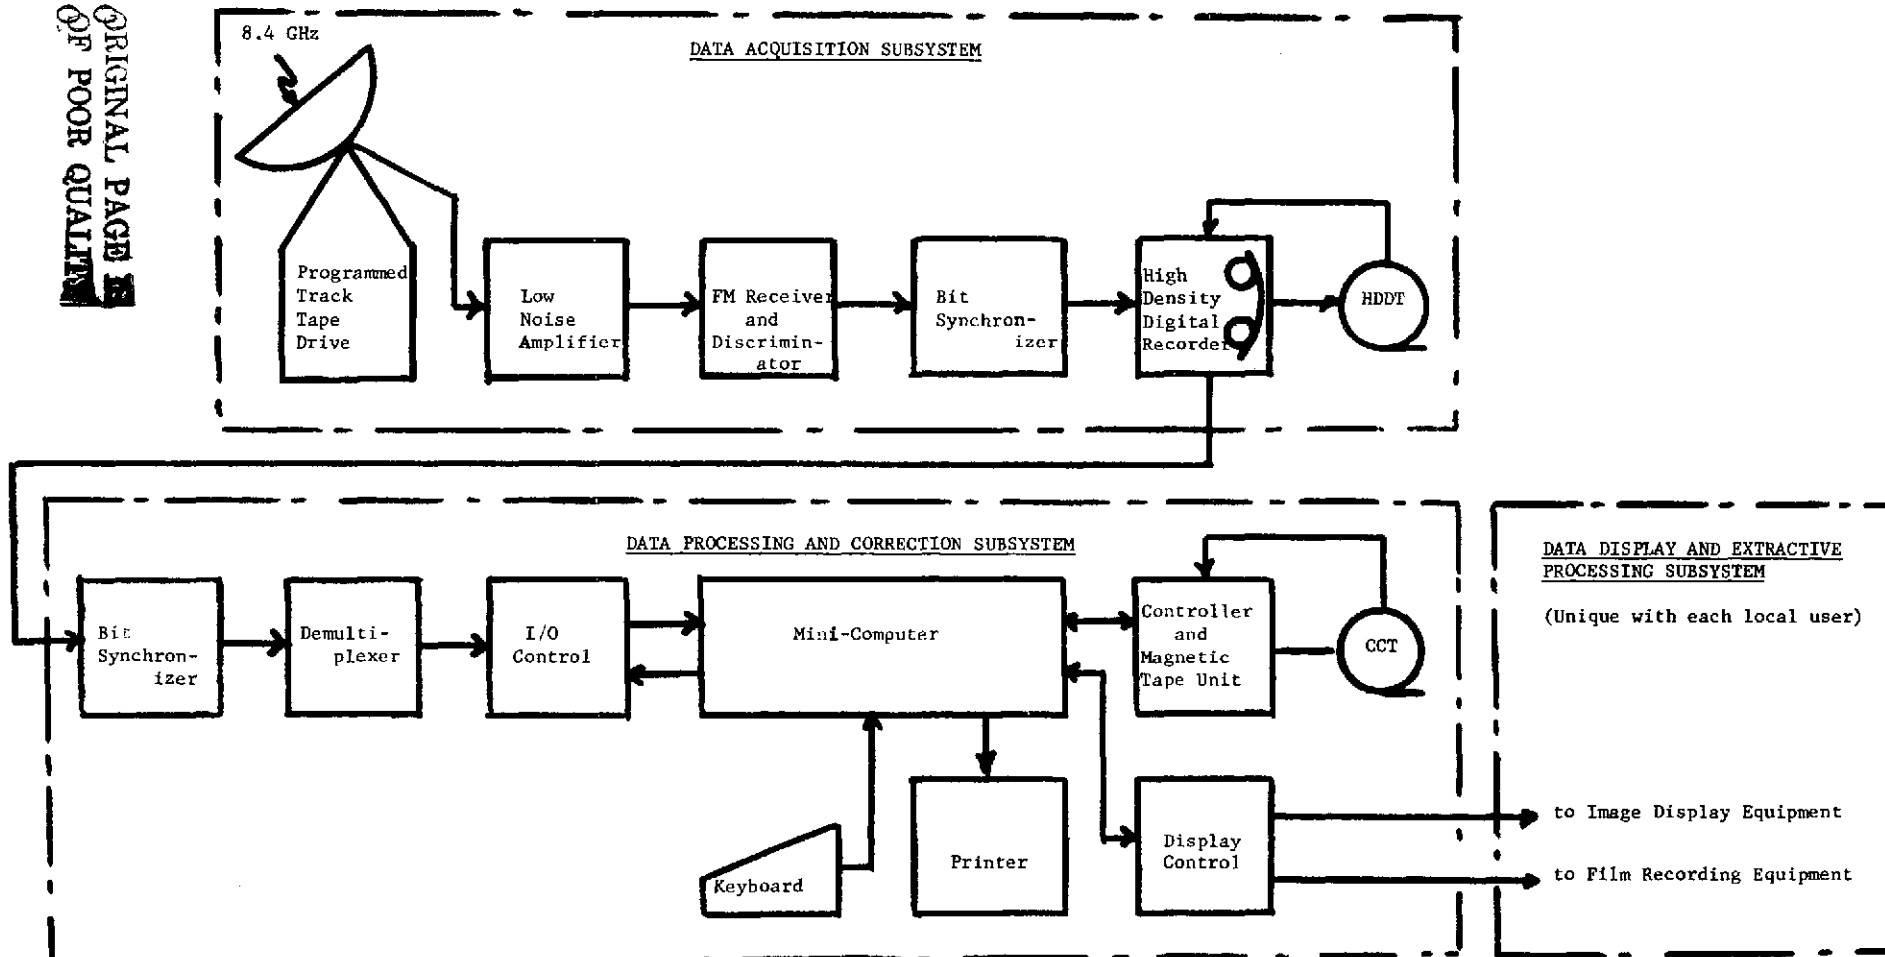 ORIGINAL PAGE
OF POOR QUALITY
8.4 GHz
DATA ACQUISITION SUBSYSTEM
Programmed
Track
Tape
Drive
Low
Noise
Amplifier
FM Receiver
and
Discrimin-
ator
Bit
Synchron-
izer
High
Density
Digital
Recorder
HDDT
DATA PROCESSING AND CORRECTION SUBSYSTEM
Bit
Synchron-
izer
Demulti-
plexer
I/O
Control
Mini-Computer
Controller
and
Magnetic
Tape Unit
CCT
Keyboard
Printer
Display
Control
DATA DISPLAY AND EXTRACTIVE
PROCESSING SUBSYSTEM
(Unique with each local user)
to Image Display Equipment
to Film Recording Equipment